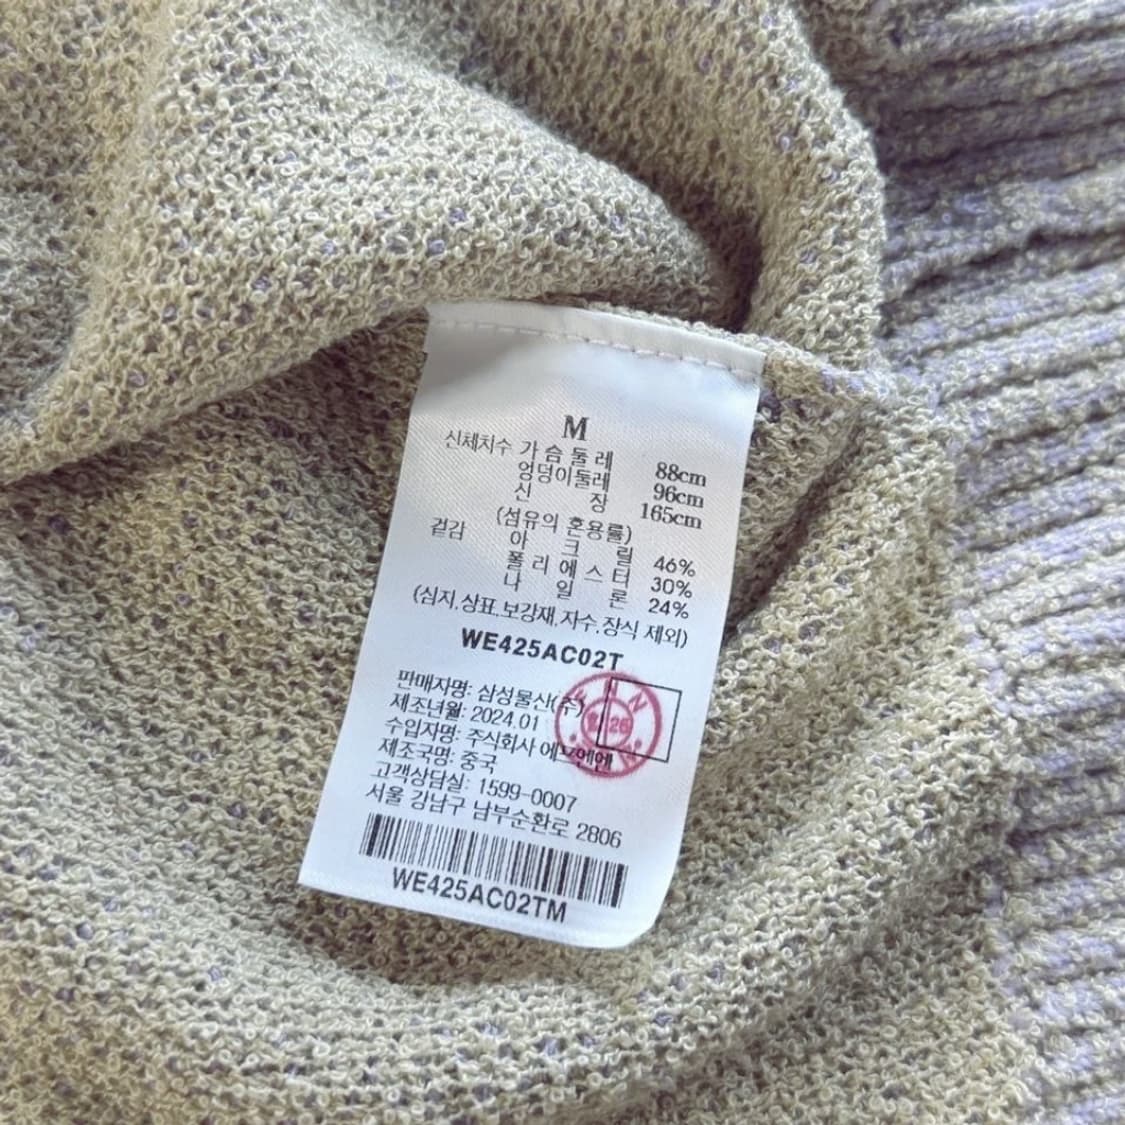 M
신체치수 가슴둘레 88cm
엉덩이둘레 96cm
신 장 165cm
(섬유의 혼용률)
겉감 아 크 릴 46%
폴리에스터 30%
나 일 론 24%
(심지,상표,보강재,자수,장식 제외)
WE425AC02T
판매자명: 삼성물산(주)
제조년월: 2024.01
수입자명: 주식회사
제조국명: 중국
고객상담실: 1599-0007
서울 강남구 남부순환로 2806
WE425AC02TM